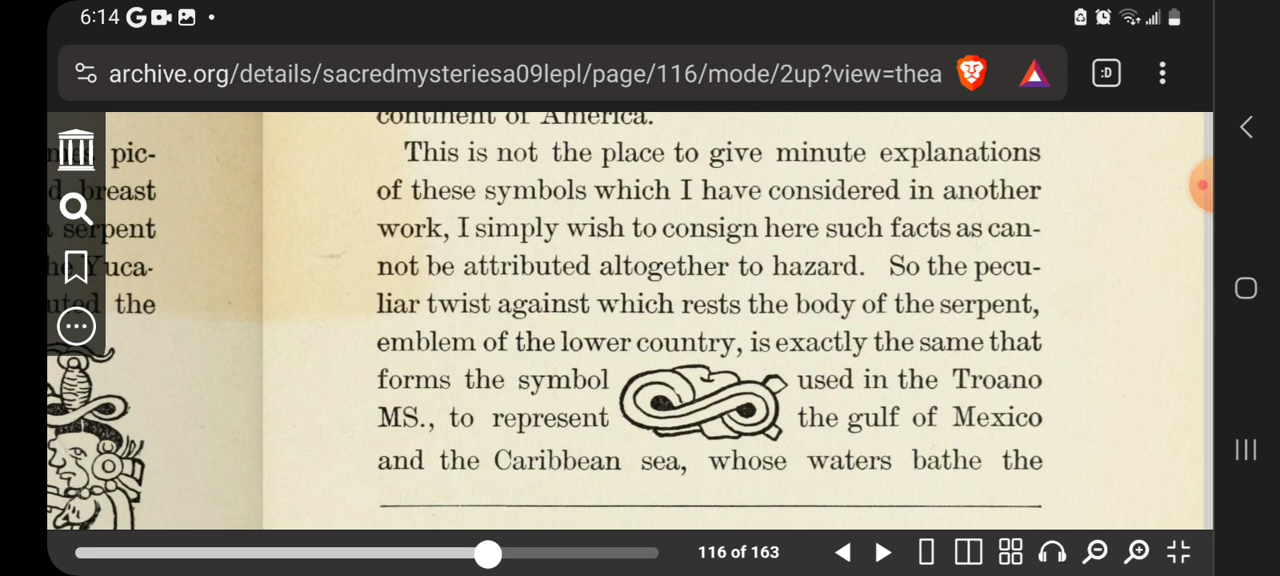 6:14
archive.org/details/sacredmysteriesa09lepl/page/116/mode/2up?view=thea
:D
pic-
breast
serpent
Yuca-
uted the
continent of America.
This is not the place to give minute explanations
of these symbols which I have considered in another
work, I simply wish to consign here such facts as can-
not be attributed altogether to hazard. So the pecu-
liar twist against which rests the body of the serpent,
emblem of the lower country, is exactly the same that
forms the symbol used in the Troano
MS., to represent the gulf of Mexico
and the Caribbean sea, whose waters bathe the
116 of 163